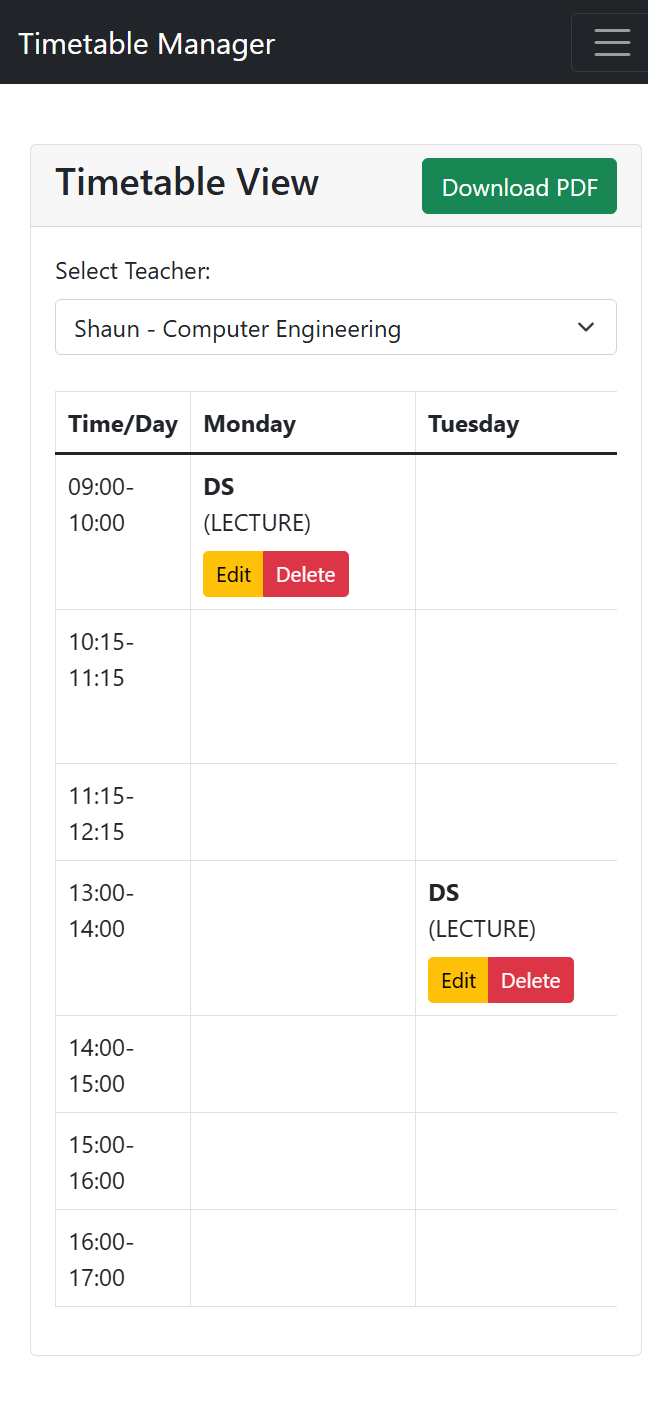 Timetable Manager
Timetable View
Download PDF
Select Teacher:
Shaun - Computer Engineering
Time/Day Monday Tuesday
09:00-
10:00
DS
(LECTURE)
Edit Delete
10:15-
11:15
11:15-
12:15
13:00-
14:00
DS
(LECTURE)
Edit Delete
14:00-
15:00
15:00-
16:00
16:00-
17:00